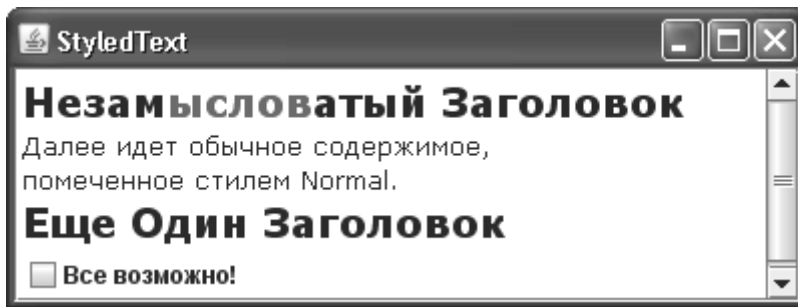 StyledText
Незамысловатый Заголовок
Далее идет обычное содержимое,
помеченное стилем Normal.
Еще Один Заголовок
Все возможно!